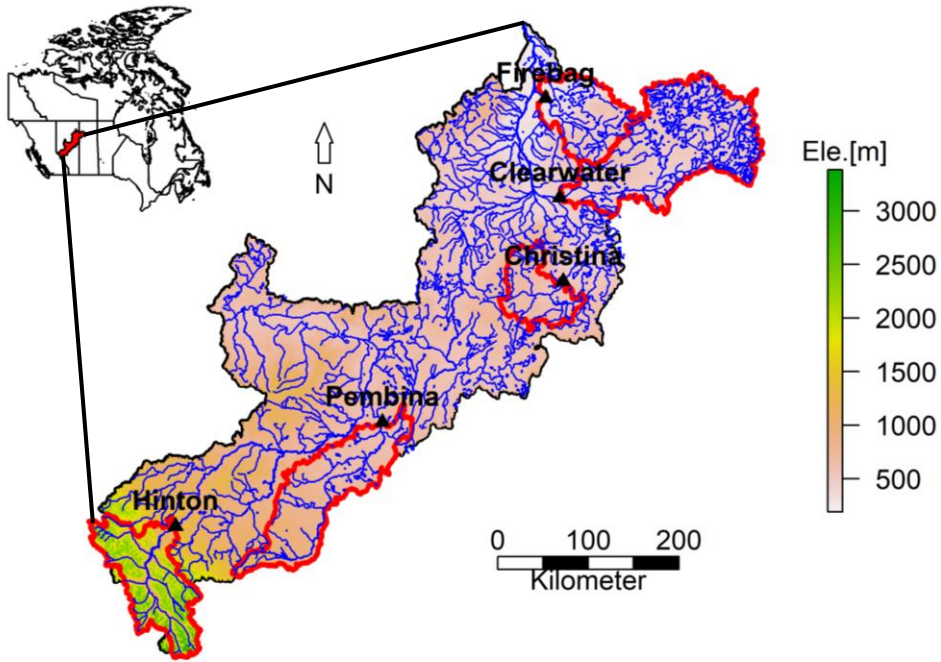 Firebag
Clearwater
Christina
Pembina
Hinton
N
Ele.[m]
3000
2500
2000
1500
1000
500
0 100 200
Kilometer